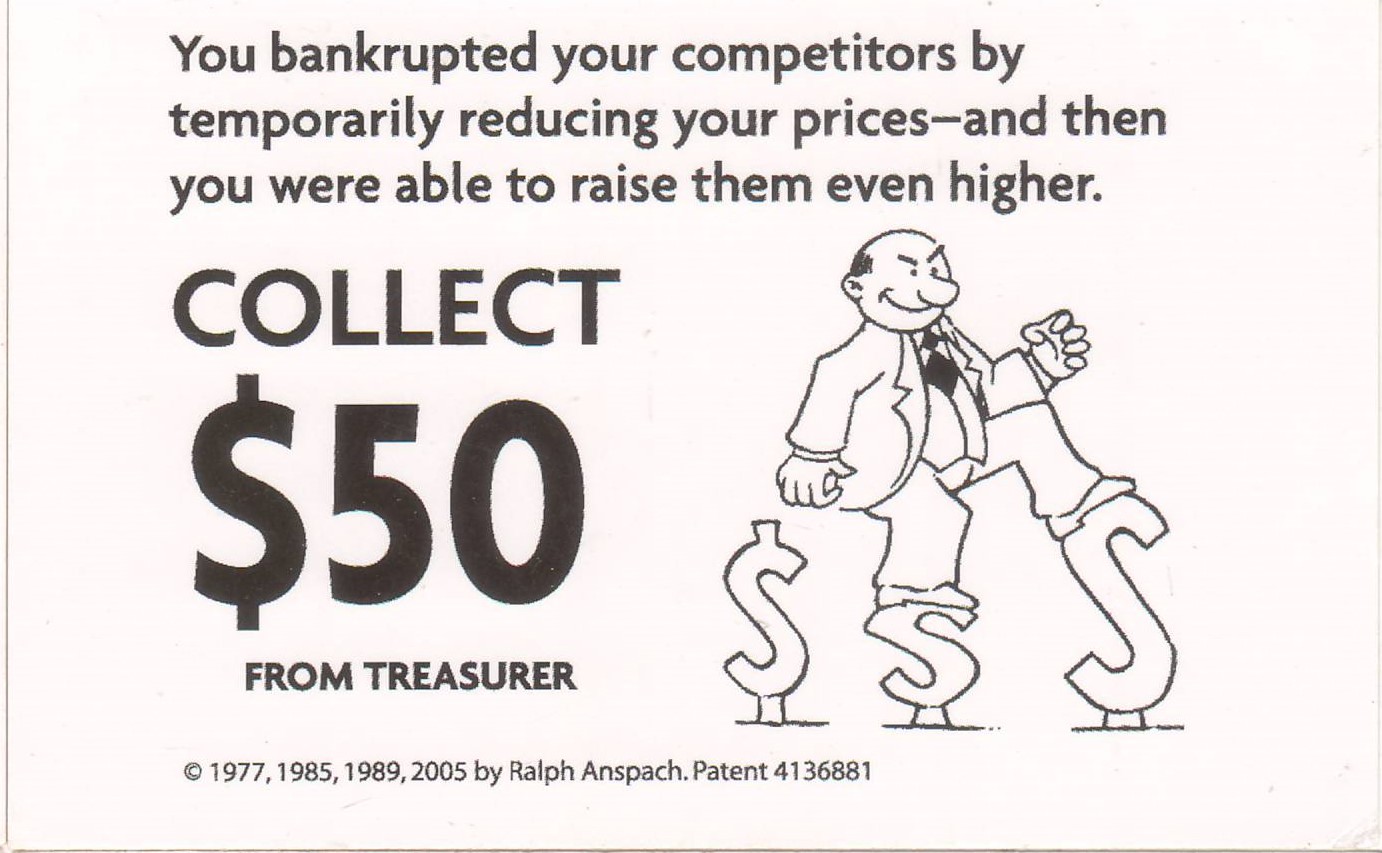 You bankrupted your competitors by
temporarily reducing your prices—and then
you were able to raise them even higher.
COLLECT
$50
FROM TREASURER
© 1977, 1985, 1989, 2005 by Ralph Anspach. Patent 4136881